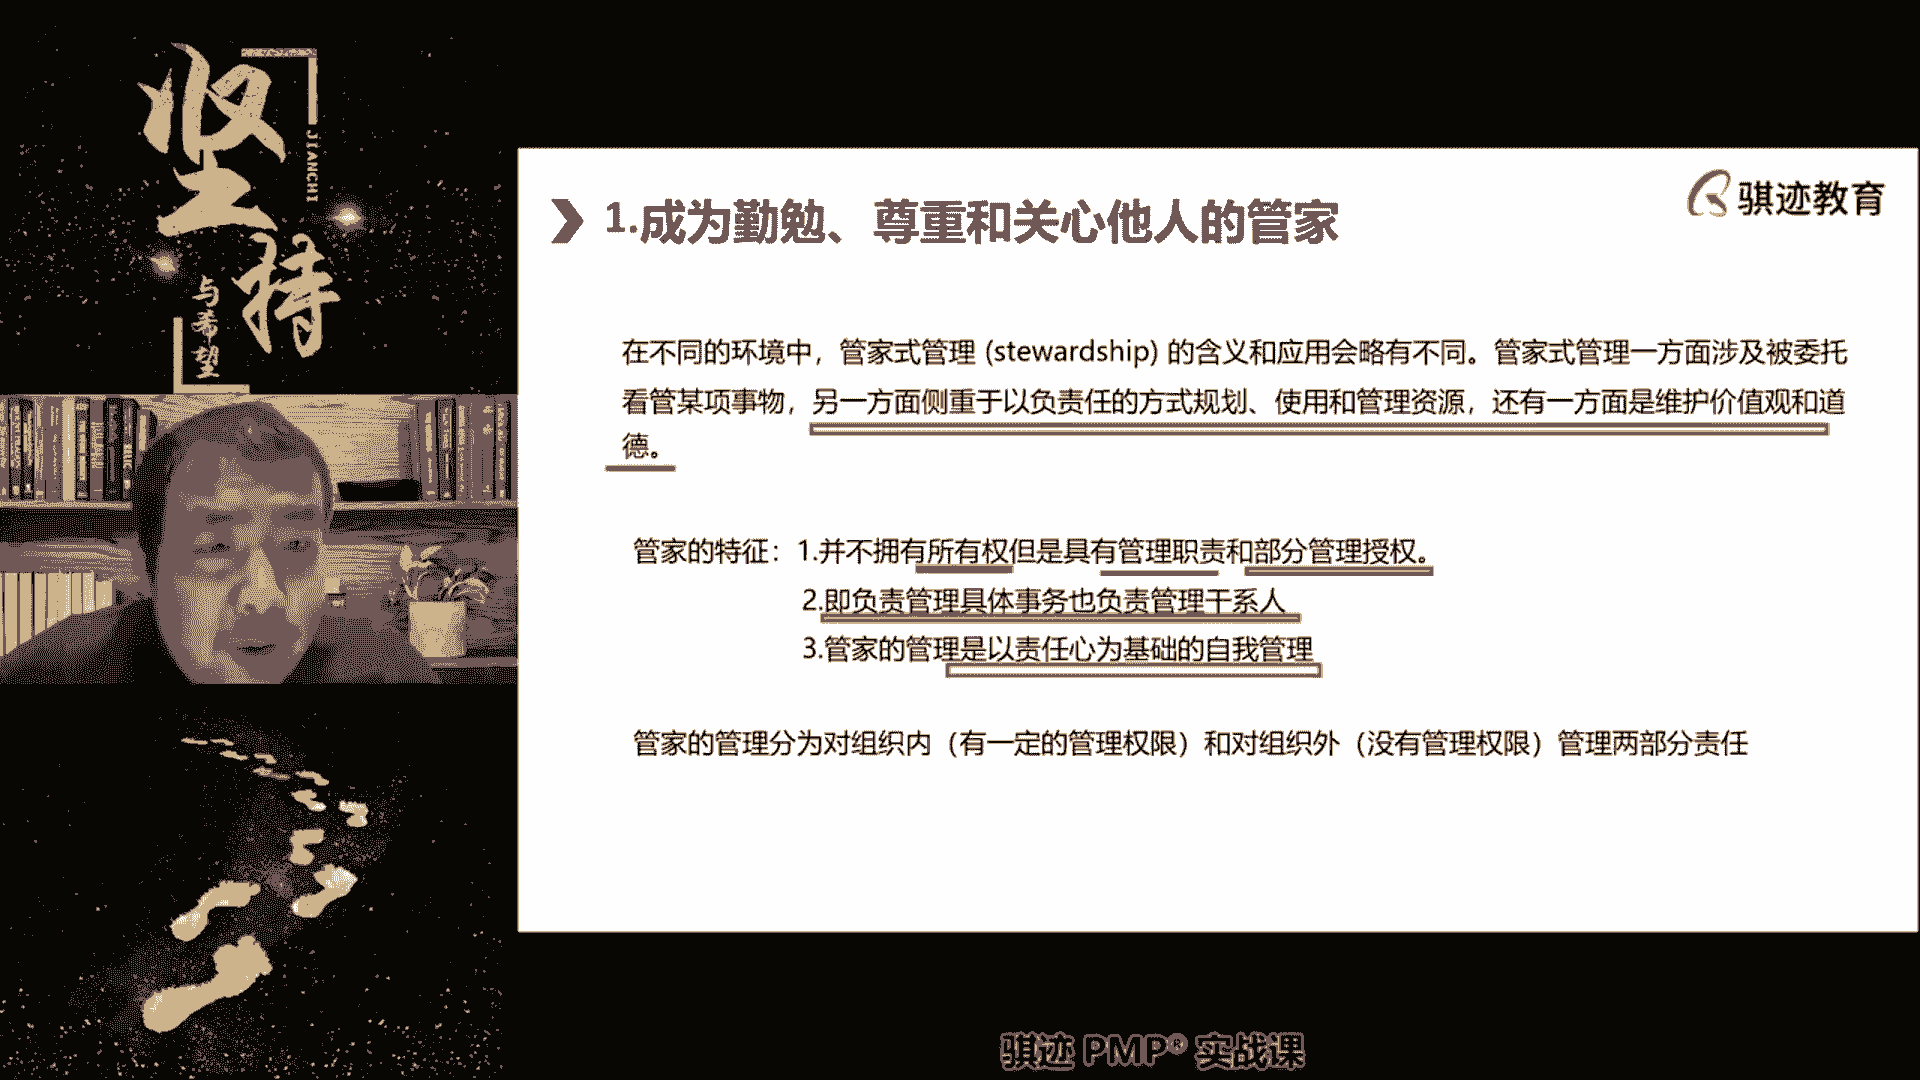 坚持
JIANCHI
与希望
骐迹教育
1.成为勤勉、尊重和关心他人的管家
在不同的环境中，管家式管理 (stewardship) 的含义和应用会略有不同。管家式管理一方面涉及被委托
看管某项事物，另一方面侧重于以负责任的方式规划、使用和管理资源，还有一方面是维护价值观和道
德。
管家的特征：1.并不拥有所有权但是具有管理职责和部分管理授权。
2.即负责管理具体事务也负责管理干系人
3.管家的管理是以责任心为基础的自我管理
管家的管理分为对组织内（有一定的管理权限）和对组织外（没有管理权限）管理两部分责任
骐迹 PMP® 实战课